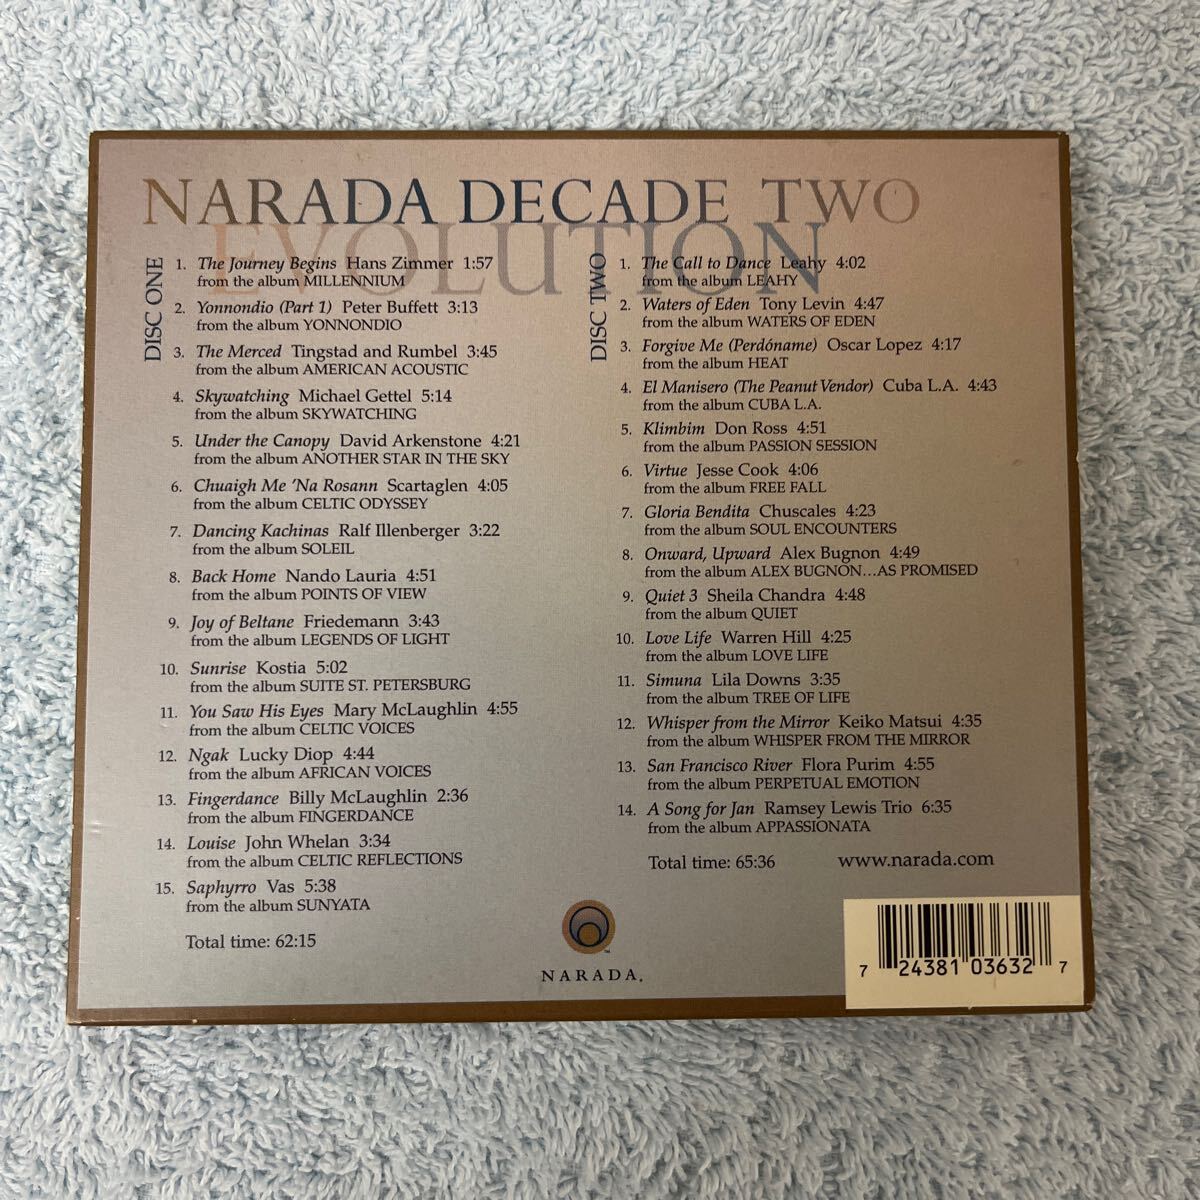 NARADA DECADE TWO
EVOLUTION
DISC ONE
1. The Journey Begins Hans Zimmer 1:57
from the album MILLENNIUM
2. Yonnondio (Part 1) Peter Buffett 3:13
from the album YONNONDIO
3. The Merced Tingstad and Rumbel 3:45
from the album AMERICAN ACOUSTIC
4. Skywatching Michael Gettel 5:14
from the album SKYWATCHING
5. Under the Canopy David Arkenstone 4:21
from the album ANOTHER STAR IN THE SKY
6. Chuaigh Me 'Na Rosann Scartaglen 4:05
from the album CELTIC ODYSSEY
7. Dancing Kachinas Ralf Illenberger 3:22
from the album SOLEIL
8. Back Home Nando Lauria 4:51
from the album POINTS OF VIEW
9. Joy of Beltane Friedemann 3:43
from the album LEGENDS OF LIGHT
10. Sunrise Kostia 5:02
from the album SUITE ST. PETERSBURG
11. You Saw His Eyes Mary McLaughlin 4:55
from the album CELTIC VOICES
12. Ngak Lucky Diop 4:44
from the album AFRICAN VOICES
13. Fingerdance Billy McLaughlin 2:36
from the album FINGERDANCE
14. Louise John Whelan 3:34
from the album CELTIC REFLECTIONS
15. Saphyrro Vas 5:38
from the album SUNYATA
Total time: 62:15
DISC TWO
1. The Call to Dance Leahy 4:02
from the album LEAHY
2. Waters of Eden Tony Levin 4:47
from the album WATERS OF EDEN
3. Forgive Me (Perdóname) Oscar Lopez 4:17
from the album HEAT
4. El Manisero (The Peanut Vendor) Cuba L.A. 4:43
from the album CUBA L.A.
5. Klimbim Don Ross 4:51
from the album PASSION SESSION
6. Virtue Jesse Cook 4:06
from the album FREE FALL
7. Gloria Bendita Chuscales 4:23
from the album SOUL ENCOUNTERS
8. Onward, Upward Alex Bugnon 4:49
from the album ALEX BUGNON...AS PROMISED
9. Quiet 3 Sheila Chandra 4:48
from the album QUIET
10. Love Life Warren Hill 4:25
from the album LOVE LIFE
11. Simuna Lila Downs 3:35
from the album TREE OF LIFE
12. Whisper from the Mirror Keiko Matsui 4:35
from the album WHISPER FROM THE MIRROR
13. San Francisco River Flora Purim 4:55
from the album PERPETUAL EMOTION
14. A Song for Jan Ramsey Lewis Trio 6:35
from the album APPASSIONATA
Total time: 65:36 www.narada.com
NARADA.
7 24381 03632 7